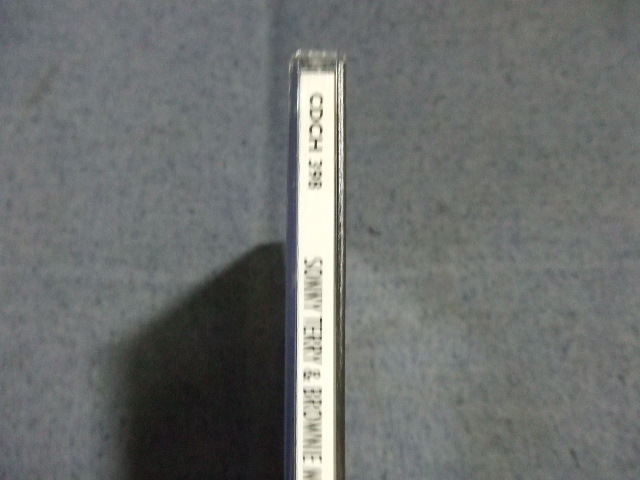 CDCH 398
SONNY TERRY & BROWNIE